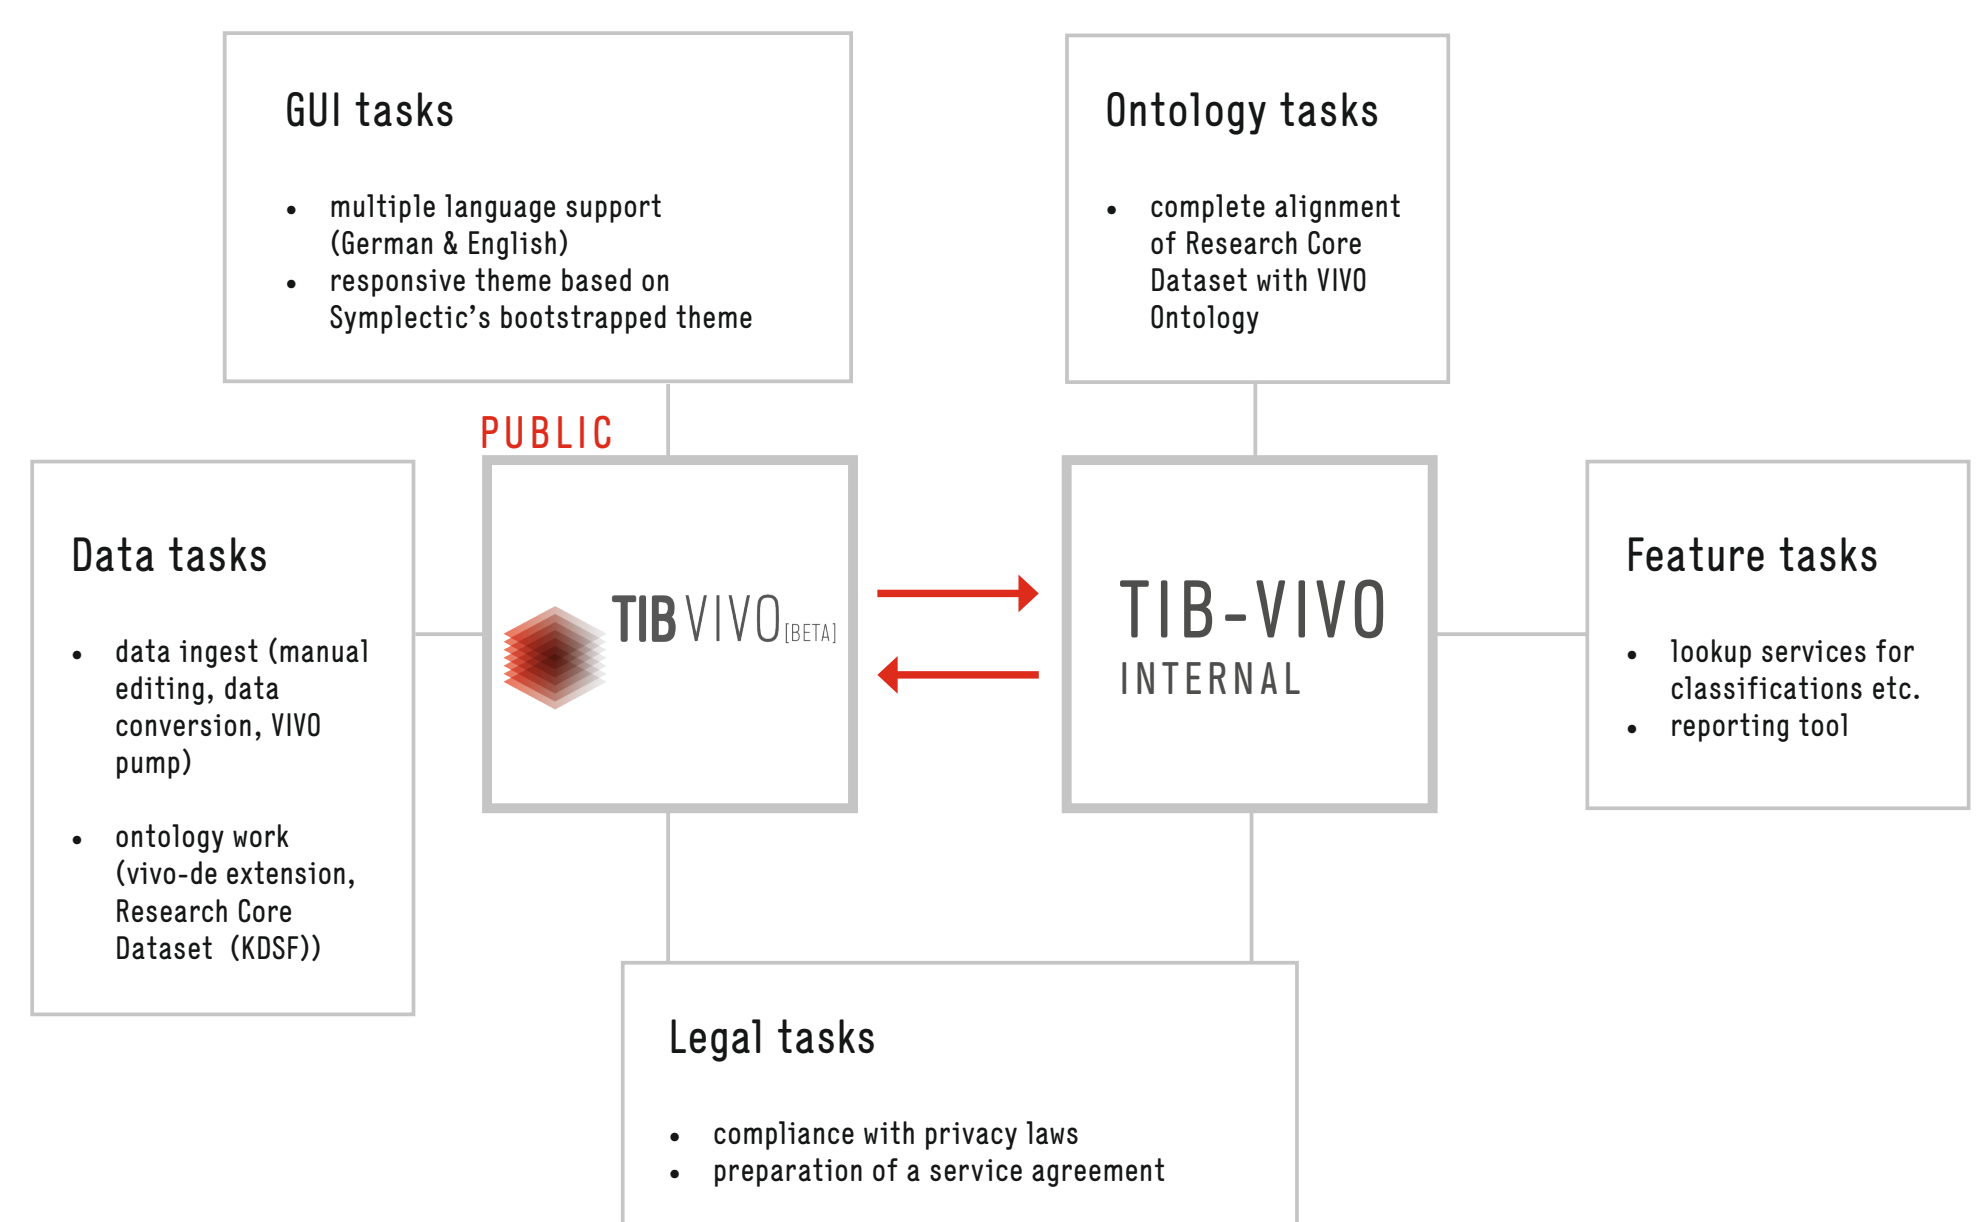 GUI tasks
• multiple language support
(German & English)
• responsive theme based on
Symplectic’s bootstrapped theme
Ontology tasks
• complete alignment
of Research Core
Dataset with VIVO
Ontology
PUBLIC
TIB VIVO [BETA]
TIB-VIVO
INTERNAL
Data tasks
• data ingest (manual
editing, data
conversion, VIVO
pump)
• ontology work
(vivo-de extension,
Research Core
Dataset (KDSF))
Feature tasks
• lookup services for
classifications etc.
• reporting tool
Legal tasks
• compliance with privacy laws
• preparation of a service agreement